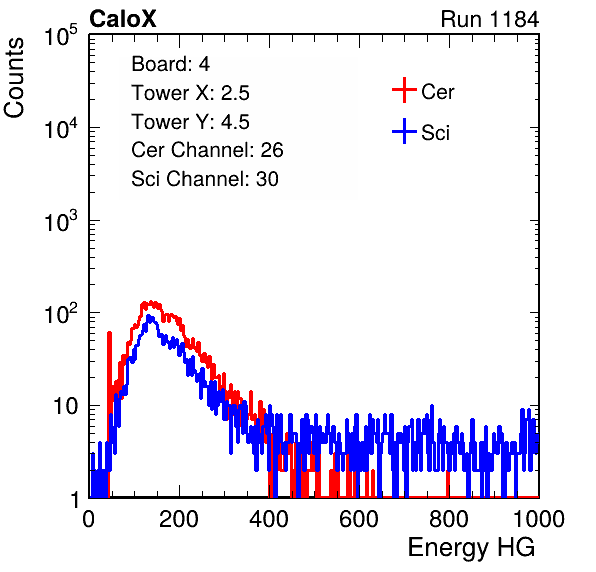 CaloX
Run 1184
Counts
10^5
10^4
10^3
10^2
10
1
Board: 4
Tower X: 2.5
Tower Y: 4.5
Cer Channel: 26
Sci Channel: 30
Cer
Sci
0 200 400 600 800 1000
Energy HG